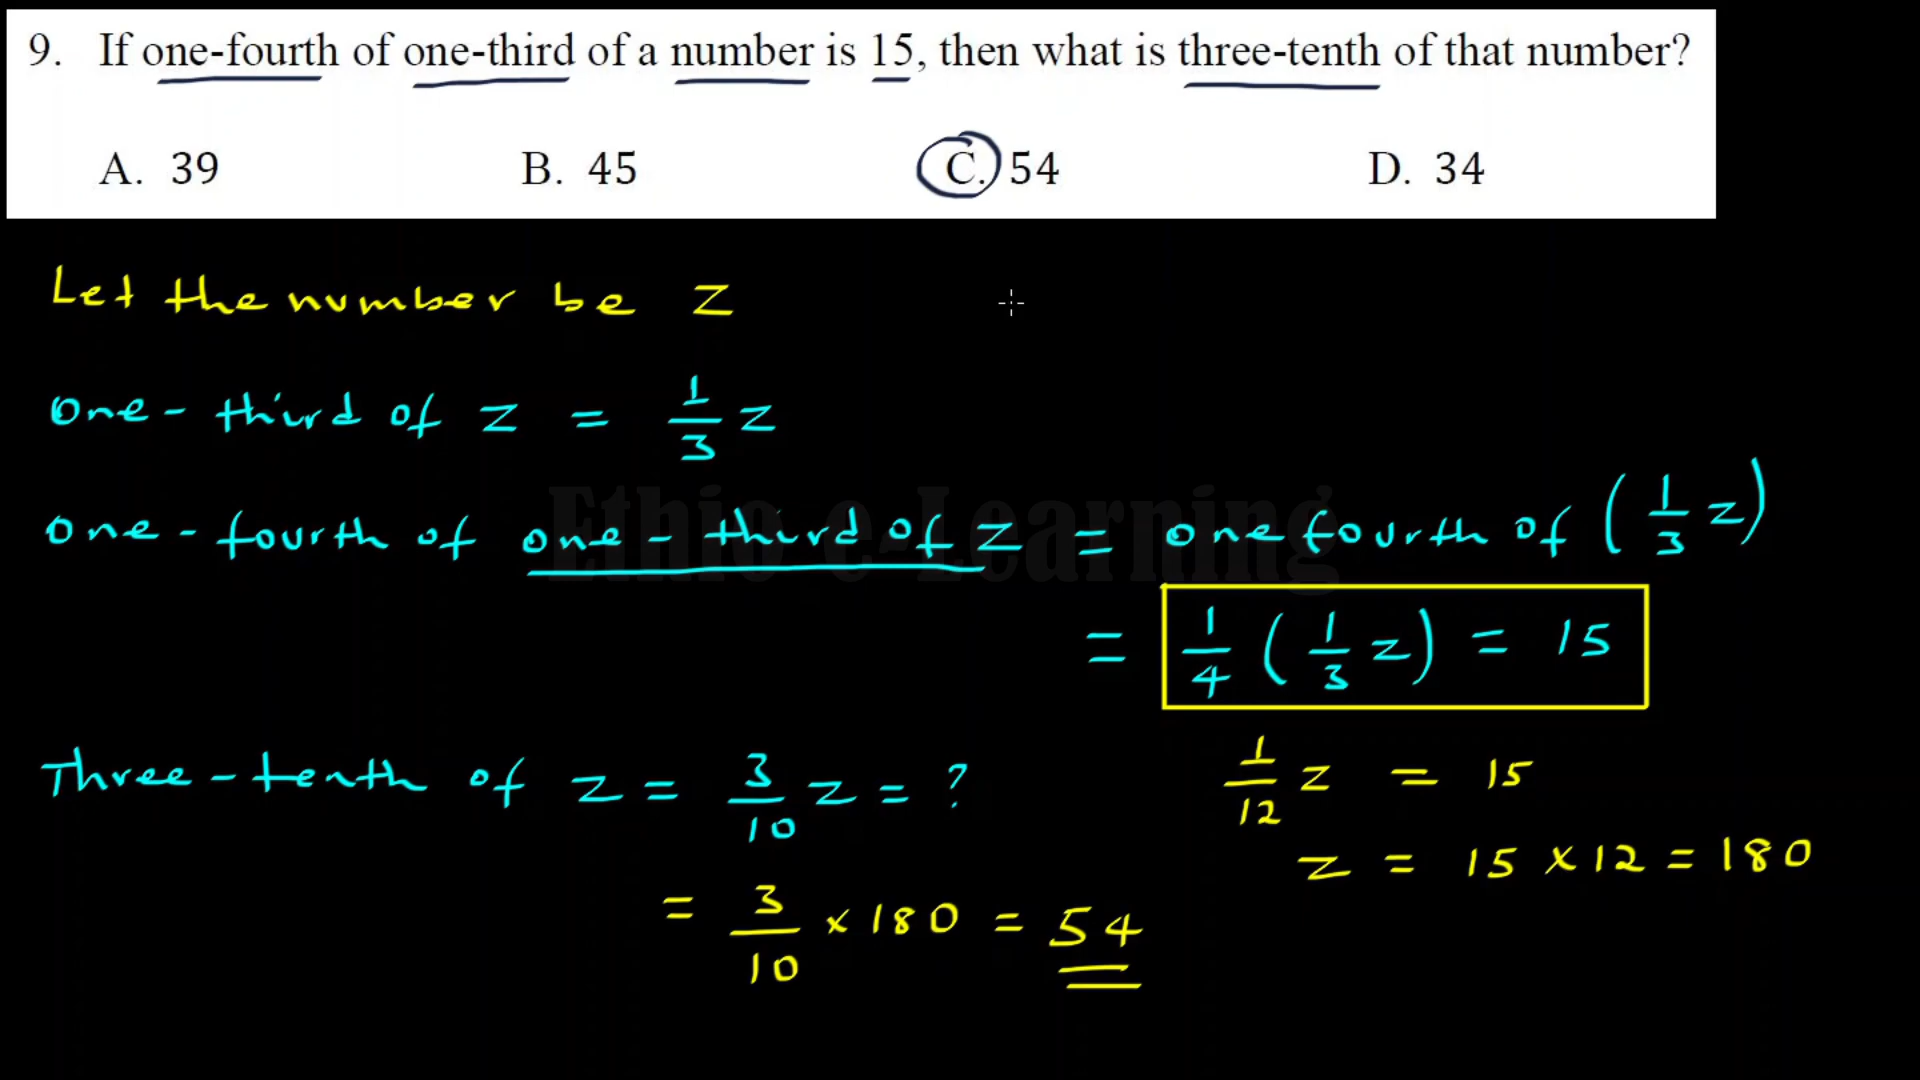 9. If one-fourth of one-third of a number is 15, then what is three-tenth of that number?
A. 39 B. 45 C. 54 D. 34
Let the number be Z
One-third of Z = 1/3 Z
One-fourth of one-third of Z = one fourth of (1/3 Z)
= 1/4 (1/3 Z) = 15
Three-tenth of Z = 3/10 Z = ?
1/12 Z = 15
Z = 15 × 12 = 180
= 3/10 × 180 = 54
Ethio e-Learning